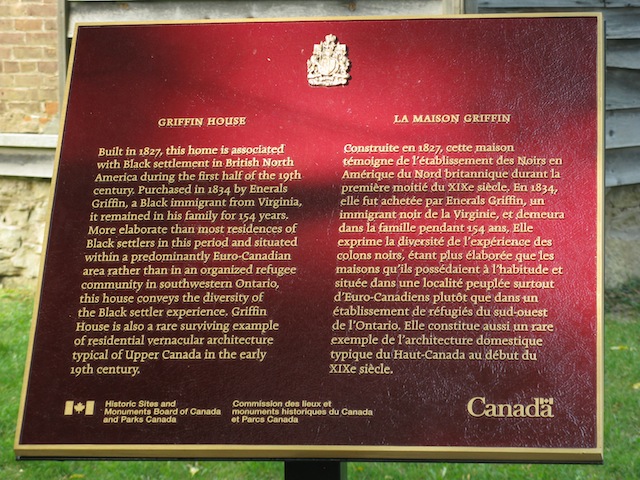 GRIFFIN HOUSE
Built in 1827, this home is associated
with Black settlement in British North
America during the first half of the 19th
century. Purchased in 1834 by Enerals
Griffin, a Black immigrant from Virginia,
it remained in his family for 154 years.
More elaborate than most residences of
Black settlers in this period and situated
within a predominantly Euro-Canadian
area rather than in an organized refugee
community in southwestern Ontario,
this house conveys the diversity of
the Black settler experience. Griffin
House is also a rare surviving example
of residential vernacular architecture
typical of Upper Canada in the early
19th century.
LA MAISON GRIFFIN
Construite en 1827, cette maison
témoigne de l'établissement des Noirs en
Amérique du Nord britannique durant la
première moitié du XIXe siècle. En 1834,
elle fut achetée par Enerals Griffin, un
immigrant noir de la Virginie, et demeura
dans la famille pendant 154 ans. Elle
exprime la diversité de l'expérience des
colons noirs, étant plus élaborée que les
maisons qu'ils possédaient à l'habitude et
située dans une localité peuplée surtout
d'Euro-Canadiens plutôt que dans un
établissement de réfugiés du sud-ouest
de l'Ontario. Elle constitue aussi un rare
exemple de l'architecture domestique
typique du Haut-Canada au début du
XIXe siècle.
Historic Sites and
Monuments Board of Canada
and Parks Canada
Commission des lieux et
monuments historiques du Canada
et Parcs Canada
Canada